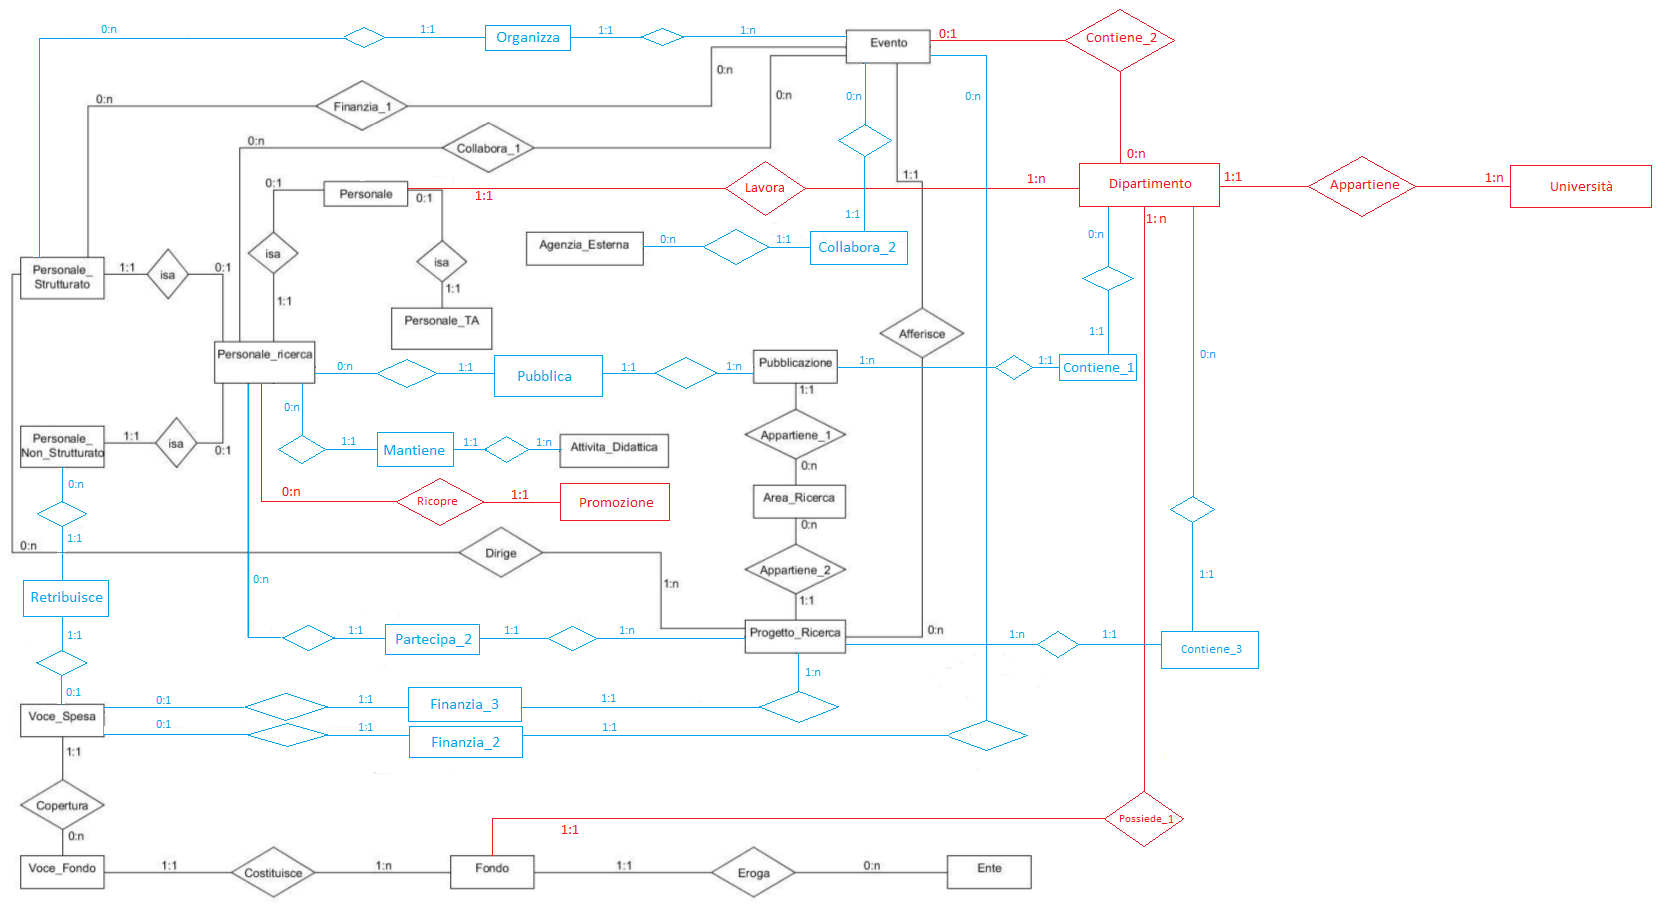 0:n
1:1
Organizza
1:1
1:n
Evento
0:1
Contiene_2
0:n
0:n
0:n
Finanzia_1
0:n
0:n
0:n
Collabora_1
1:1
0:n
0:1
Personale
0:1
1:1
Lavora
1:n
Dipartimento
1:1
Appartiene
1:n
Università
1:n
1:1
0:n
Agenzia_Esterna
0:n
1:1
Collabora_2
Personale_
Strutturato
1:1
isa
0:1
isa
1:1
isa
1:1
Personale_TA
Afferisce
1:1
0:n
Personale_ricerca
0:n
1:1
Pubblica
1:1
1:n
Pubblicazione
1:n
1:1
Contiene_1
1:1
Appartiene_1
0:n
0:n
1:1
Mantiene
1:1
1:n
Attivita_Didattica
Personale_
Non_Strutturato
1:1
isa
0:1
0:n
Ricopre
1:1
Promozione
Area_Ricerca
0:n
0:n
1:1
0:n
Dirige
1:n
Appartiene_2
1:1
0:n
1:1
Retribuisce
1:1
0:1
1:1
Partecipa_2
1:1
1:n
Progetto_Ricerca
0:n
1:n
1:1
Contiene_3
1:n
Voce_Spesa
0:1
1:1
Finanzia_3
1:1
0:1
1:1
Finanzia_2
1:1
1:1
Copertura
0:n
1:1
Possiede_1
Voce_Fondo
1:1
Costituisce
1:n
Fondo
1:1
Eroga
0:n
Ente